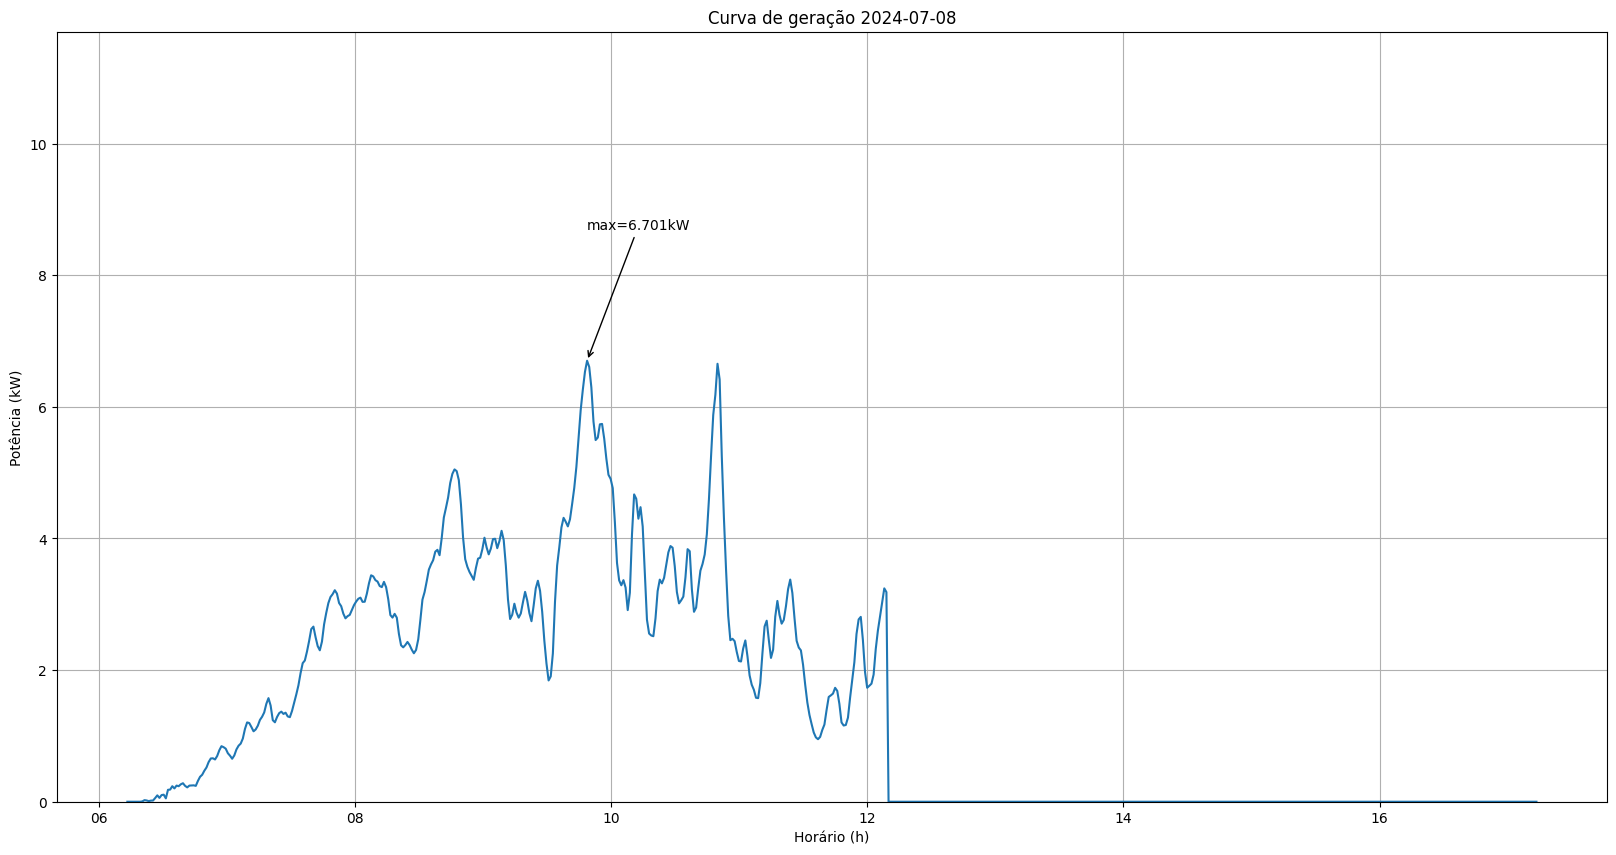 Curva de geração 2024-07-08
10
8
6
4
2
0
Potência (kW)
max=6.701kW
06 08 10 12 14 16
Horário (h)